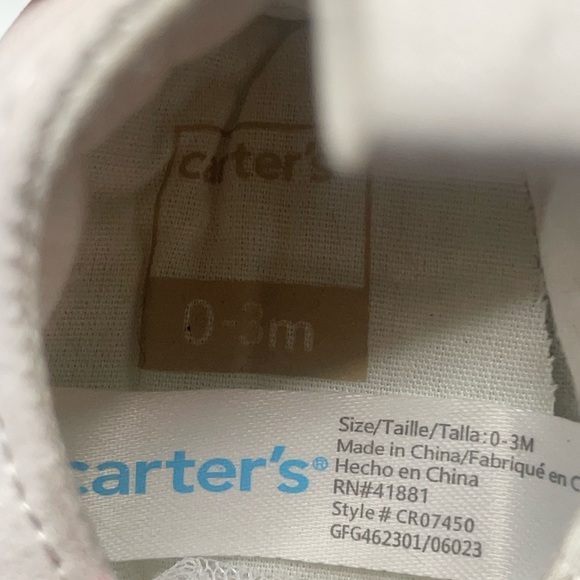 carter's
0-3m
carter's®
Size/Taille/Talla:0-3M
Made in China/Fabriqué en C
Hecho en China
RN#41881
Style # CR07450
GFG462301/06023